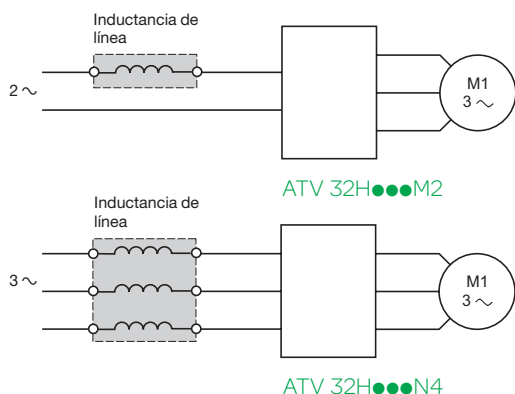 Inductancia de
línea
2 ~
M1
3 ~
ATV 32H●●●M2
Inductancia de
línea
3 ~
M1
3 ~
ATV 32H●●●N4